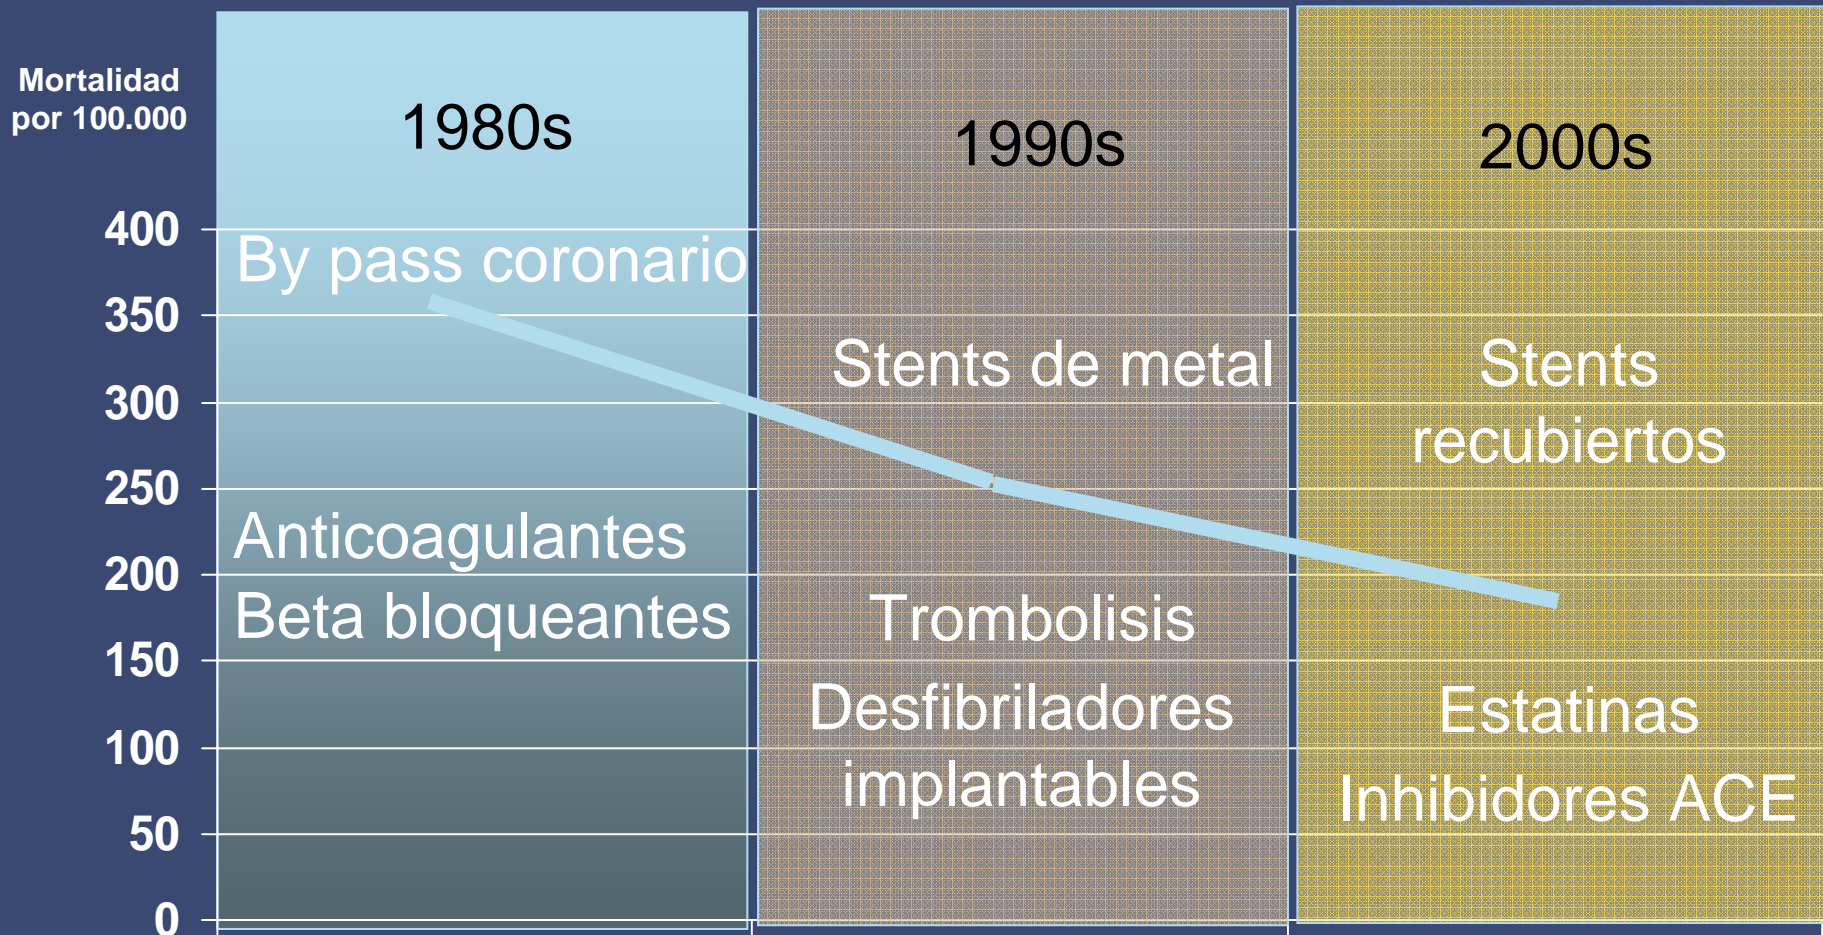 Mortalidad
por 100.000
400
350
300
250
200
150
100
50
0
1980s
By pass coronario
Anticoagulantes
Beta bloqueantes
1990s
Stents de metal
Trombolisis
Desfibriladores
implantables
2000s
Stents
recubiertos
Estatinas
Inhibidores ACE